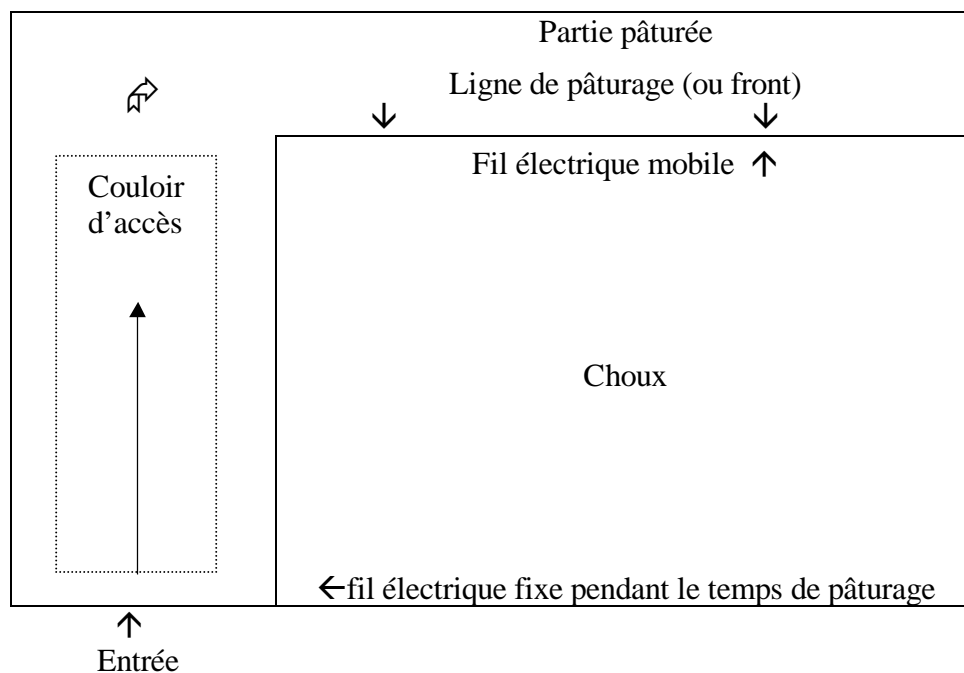 Partie pâturée
Ligne de pâturage (ou front)
Fil électrique mobile
Couloir
d'accès
Choux
fil électrique fixe pendant le temps de pâturage
Entrée